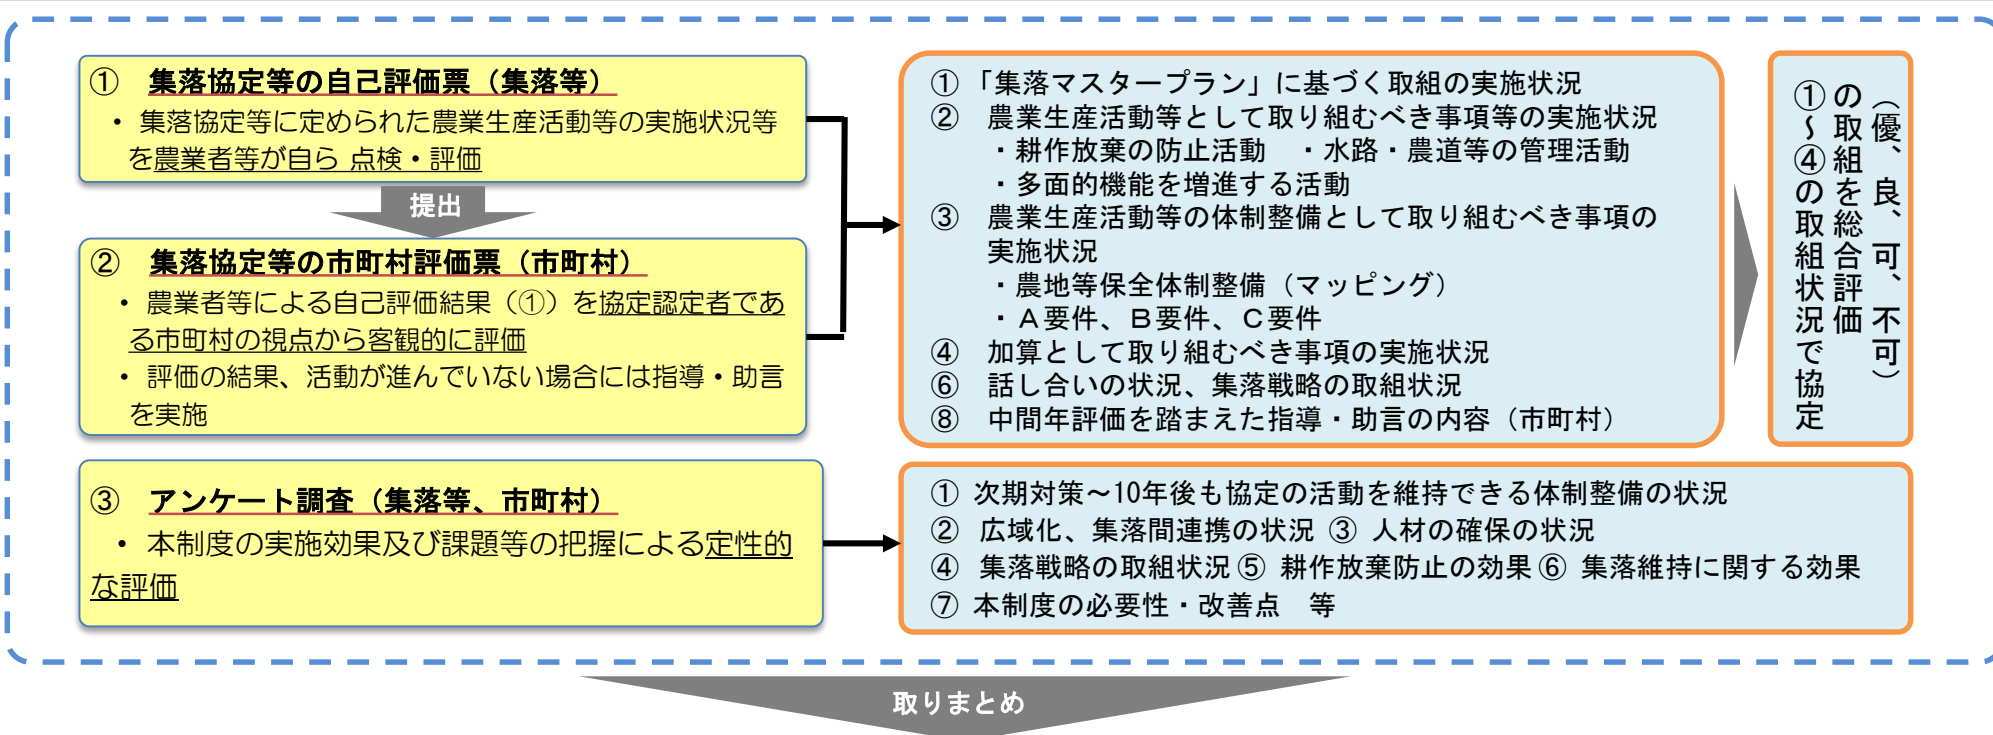 ① 集落協定等の自己評価票（集落等）
・ 集落協定等に定められた農業生産活動等の実施状況等
を農業者等が自ら 点検・評価
提出
② 集落協定等の市町村評価票（市町村）
・ 農業者等による自己評価結果（①）を協定認定者であ
る市町村の視点から客観的に評価
・ 評価の結果、活動が進んでいない場合には指導・助言
を実施
① 「集落マスタープラン」に基づく取組の実施状況
② 農業生産活動等として取り組むべき事項等の実施状況
・耕作放棄の防止活動　・水路・農道等の管理活動
・多面的機能を増進する活動
③ 農業生産活動等の体制整備として取り組むべき事項の
実施状況
・農地等保全体制整備（マッピング）
・Ａ要件、Ｂ要件、Ｃ要件
④ 加算として取り組むべき事項の実施状況
⑥ 話し合いの状況、集落戦略の取組状況
⑧ 中間年評価を踏まえた指導・助言の内容（市町村）
①～④の取組状況で協定
の取組を総合評価
（優、良、可、不可）
③ アンケート調査（集落等、市町村）
・ 本制度の実施効果及び課題等の把握による定性的
な評価
① 次期対策～10年後も協定の活動を維持できる体制整備の状況
② 広域化、集落間連携の状況 ③ 人材の確保の状況
④ 集落戦略の取組状況 ⑤ 耕作放棄防止の効果 ⑥ 集落維持に関する効果
⑦ 本制度の必要性・改善点　等
取りまとめ